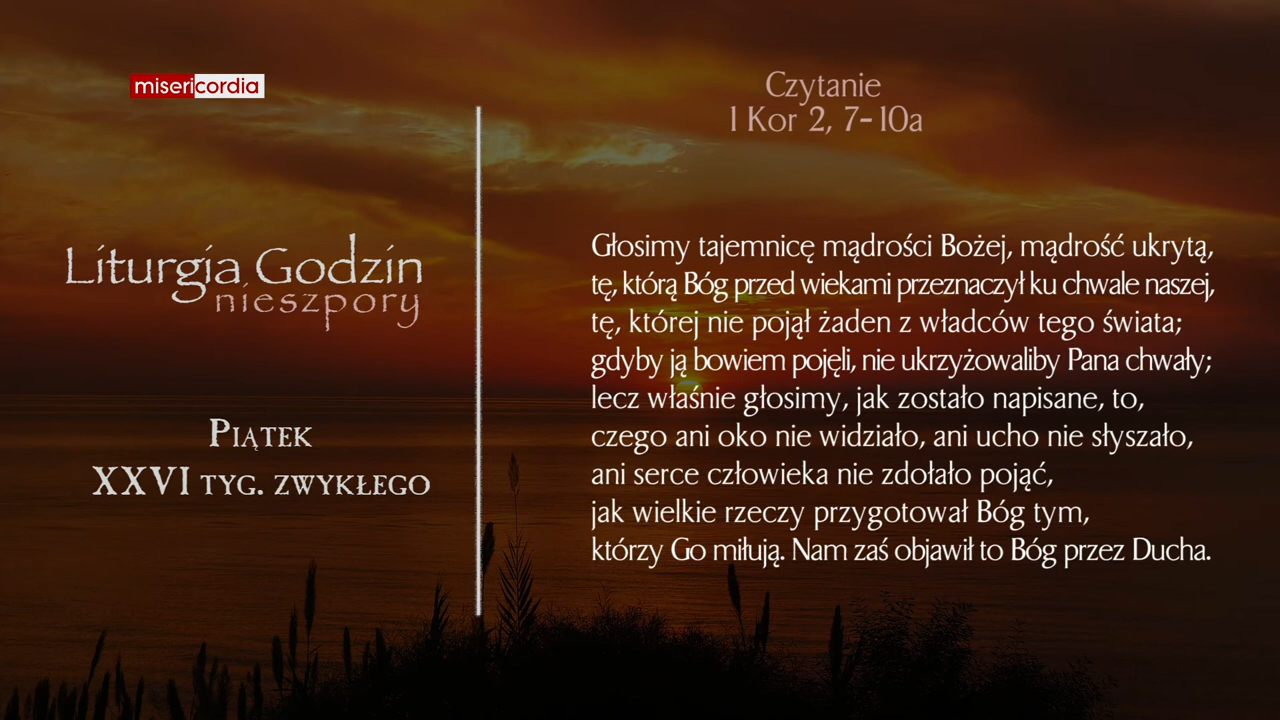 misericordia
Liturgia Godzin
nieszpory
Piątek
XXVI tyg. zwykłego
Czytanie
1 Kor 2, 7-10a
Głosimy tajemnicę mądrości Bożej, mądrość ukrytą,
tę, którą Bóg przed wiekami przeznaczył ku chwale naszej,
tę, której nie pojął żaden z władców tego świata;
gdyby ją bowiem pojęli, nie ukrzyżowaliby Pana chwały;
lecz właśnie głosimy, jak zostało napisane, to,
czego ani oko nie widziało, ani ucho nie słyszało,
ani serce człowieka nie zdołało pojąć,
jak wielkie rzeczy przygotował Bóg tym,
którzy Go miłują. Nam zaś objawił to Bóg przez Ducha.